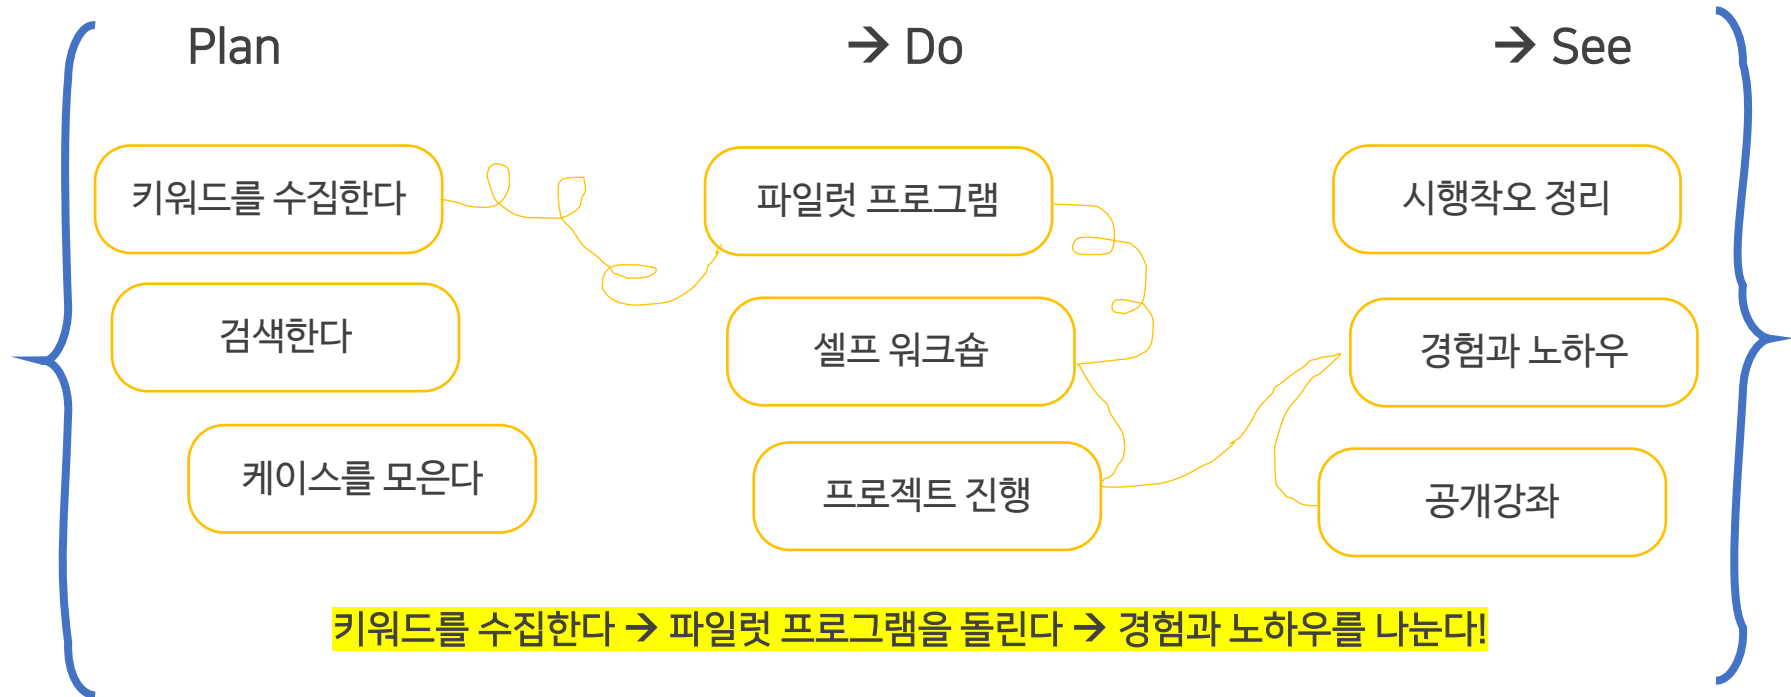 Plan → Do → See
키워드를 수집한다
검색한다
케이스를 모은다
파일럿 프로그램
셀프 워크숍
프로젝트 진행
시행착오 정리
경험과 노하우
공개강좌
키워드를 수집한다 → 파일럿 프로그램을 돌린다 → 경험과 노하우를 나눈다!